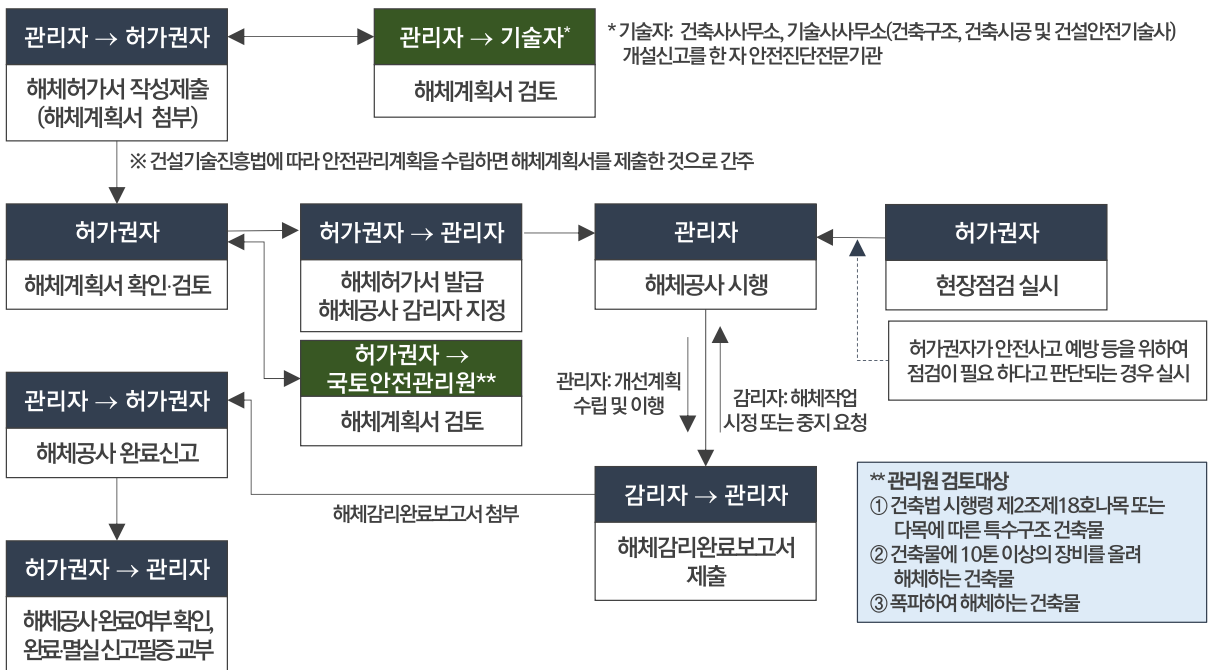 관리자 → 허가권자
해체허가서 작성제출
(해체계획서 첨부)
관리자 → 기술자*
해체계획서 검토
* 기술자: 건축사사무소, 기술사사무소(건축구조, 건축시공 및 건설안전기술사)
개설신고를 한 자 안전진단전문기관
※ 건설기술진흥법에 따라 안전관리계획을 수립하면 해체계획서를 제출한 것으로 간주
허가권자
해체계획서 확인·검토
허가권자 → 관리자
해체허가서 발급
해체공사 감리자 지정
관리자
해체공사 시행
허가권자
현장점검 실시
허가권자가 안전사고 예방 등을 위하여
점검이 필요 하다고 판단되는 경우 실시
허가권자 →
국토안전관리원**
해체계획서 검토
관리자: 개선계획
수립 및 이행
감리자: 해체작업
시정 또는 중지 요청
관리자 → 허가권자
해체공사 완료신고
해체감리완료보고서 첨부
감리자 → 관리자
해체감리완료보고서
제출
** 관리원 검토대상
① 건축법 시행령 제2조제18호나목 또는
다목에 따른 특수구조 건축물
② 건축물에 10톤 이상의 장비를 올려
해체하는 건축물
③ 폭파하여 해체하는 건축물
허가권자 → 관리자
해체공사 완료여부 확인,
완료·멸실 신고필증 교부